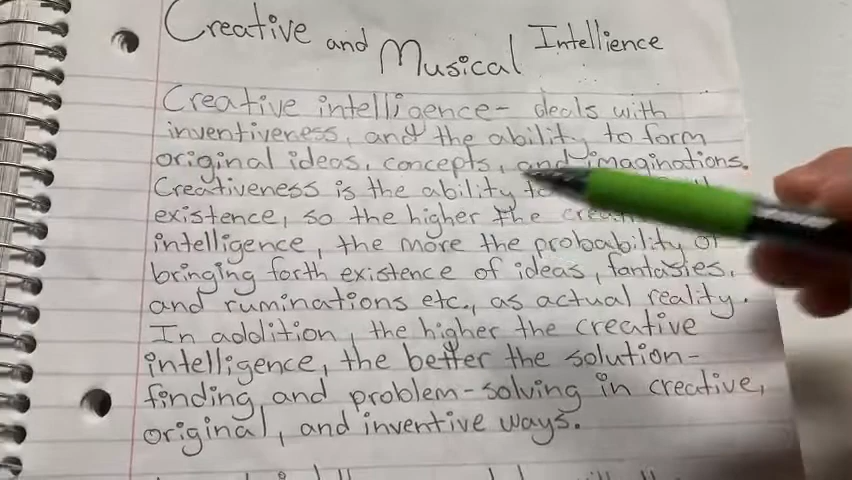 Creative and Musical Intellience
Creative intelligence- deals with
inventiveness, and the ability to form
original ideas, concepts, and imaginations.
Creativeness is the ability to
existence, so the higher the
intelligence, the more the probability of
bringing forth existence of ideas, fantasies,
and ruminations etc., as actual reality.
In addition, the higher the creative
intelligence, the better the solution-
finding and problem-solving in creative,
original, and inventive ways.